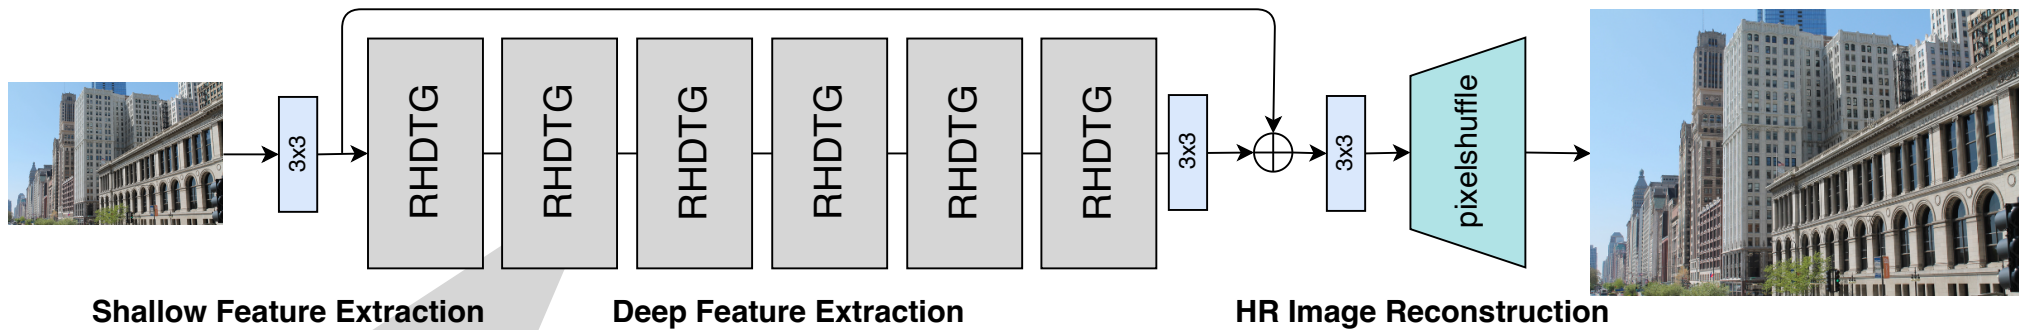 3x3
RHDTG
RHDTG
RHDTG
RHDTG
RHDTG
RHDTG
3x3
3x3
pixelshuffle
Shallow Feature Extraction
Deep Feature Extraction
HR Image Reconstruction